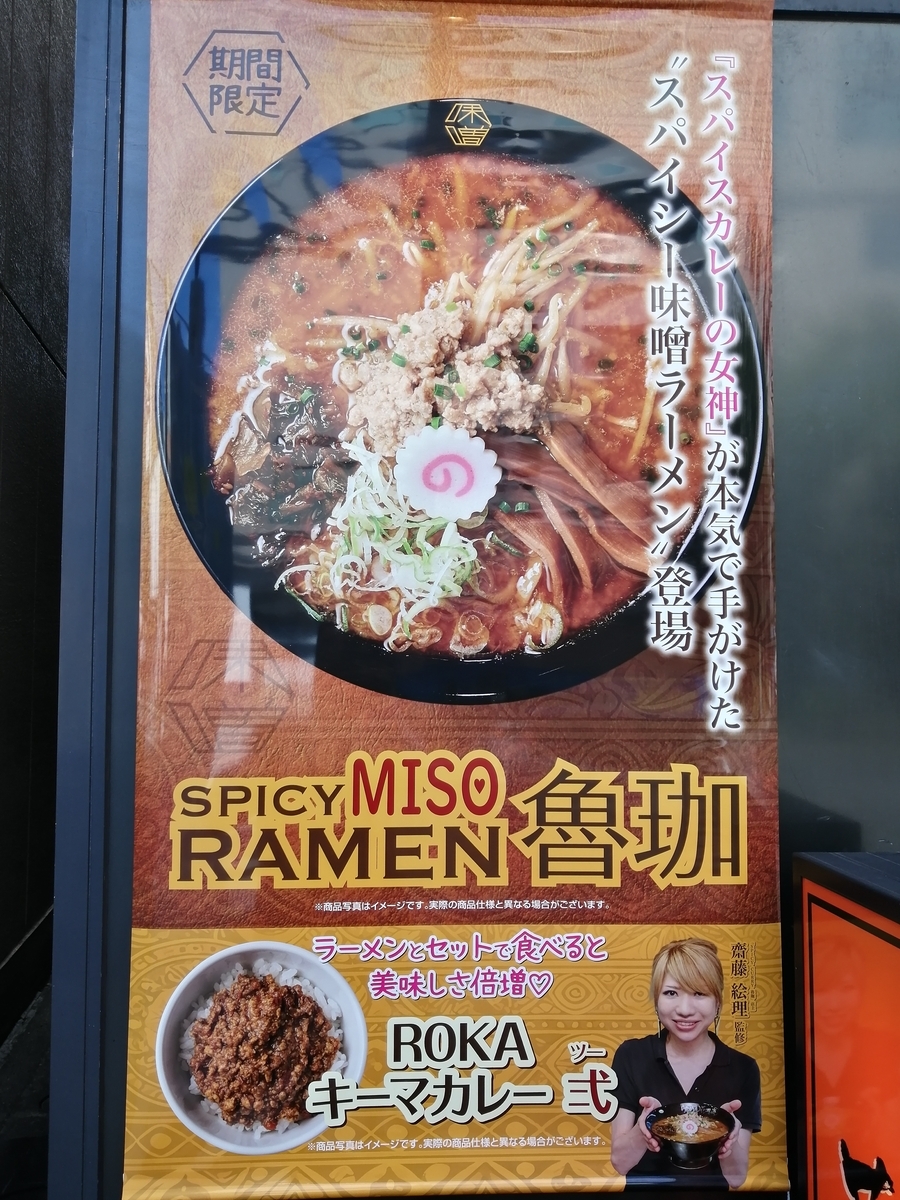 期間
限定
味噌
『スパイスカレーの女神』が本気で手がけた
〝スパイシー味噌ラーメン〟登場
味噌
SPICY MISO
RAMEN 魯珈
※商品写真はイメージです。実際の商品仕様と異なる場合がございます。
ラーメンとセットで食べると
美味しさ倍増♡
ROKA
キーマカレー 弐
ツー
齋藤 絵理 監修
の
※商品写真はイメージです。実際の商品仕様と異なる場合がございます。